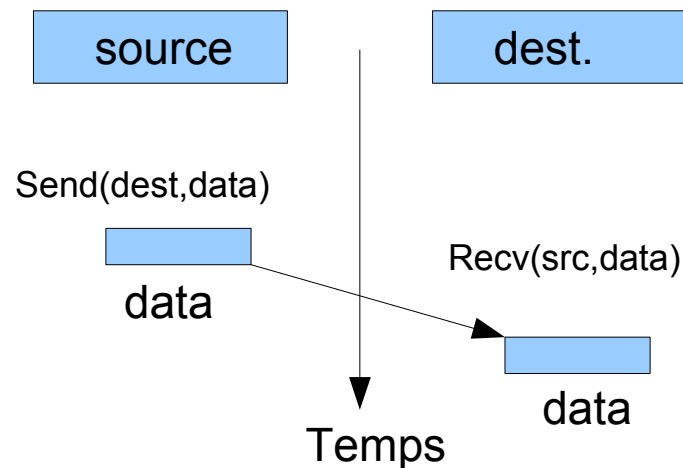 source
dest.
Send(dest,data)
Recv(src,data)
data
data
Temps